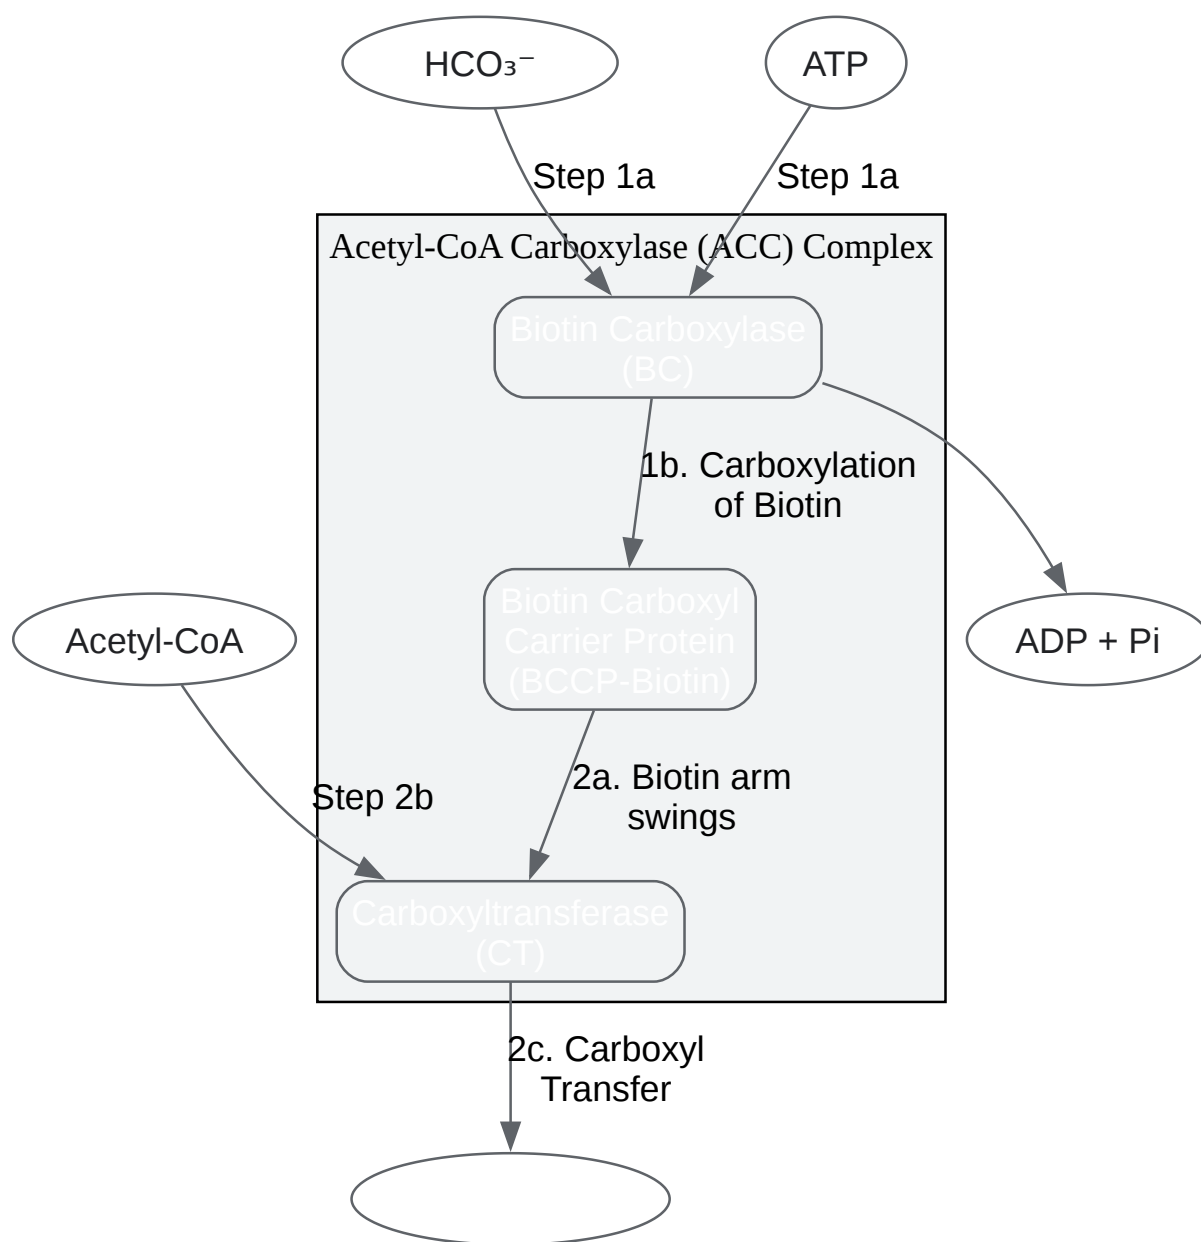 HCO₃⁻
ATP
Step 1a
Step 1a
Acetyl-CoA Carboxylase (ACC) Complex
Biotin Carboxylase
(BC)
1b. Carboxylation
of Biotin
Biotin Carboxyl
Carrier Protein
(BCCP-Biotin)
Acetyl-CoA
ADP + Pi
2a. Biotin arm
swings
Step 2b
Carboxyltransferase
(CT)
2c. Carboxyl
Transfer